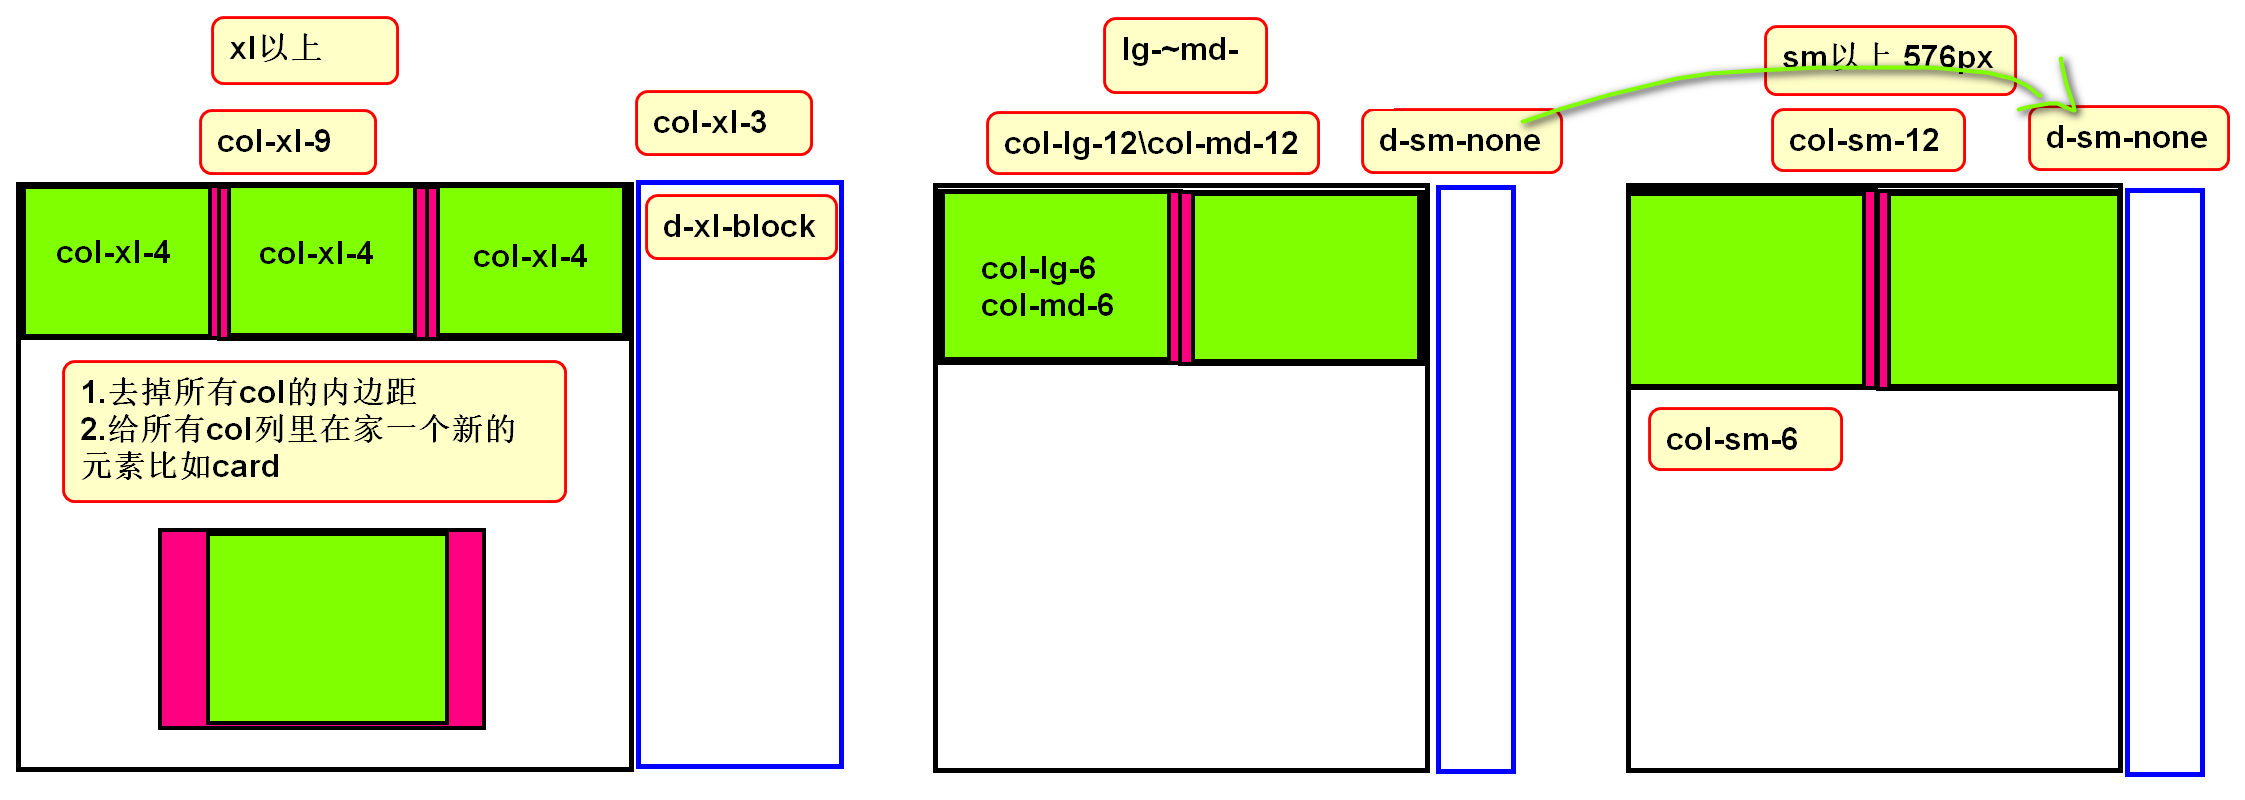 xl以上
col-xl-9
col-xl-3
col-xl-4
col-xl-4
col-xl-4
d-xl-block
1.去掉所有col的内边距
2.给所有col列里在家一个新的
元素比如card
lg-~md-
col-lg-12\col-md-12
d-sm-none
col-lg-6
col-md-6
sm以上 576px
col-sm-12
d-sm-none
col-sm-6